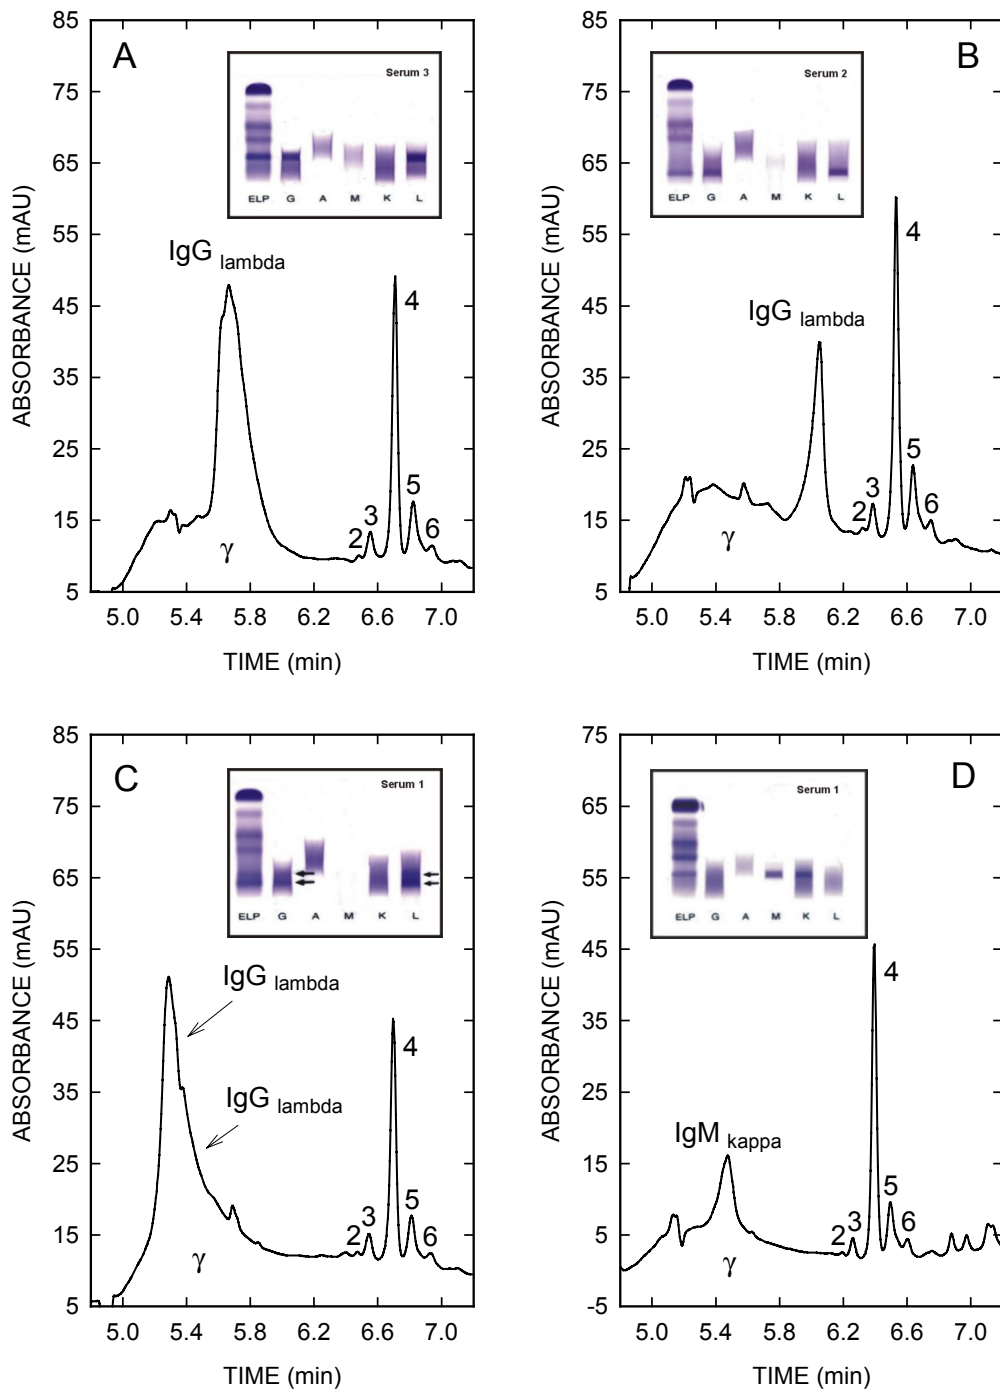 A
85
75
65
55
45
35
25
15
5
ABSORBANCE (mAU)
Serum 3
ELP G A M K L
IgG lambda
γ
2
3
4
5
6
5.0 5.4 5.8 6.2 6.6 7.0
TIME (min)
B
85
75
65
55
45
35
25
15
5
ABSORBANCE (mAU)
Serum 2
ELP G A M K L
IgG lambda
γ
2
3
4
5
6
5.0 5.4 5.8 6.2 6.6 7.0
TIME (min)
C
85
75
65
55
45
35
25
15
5
ABSORBANCE (mAU)
Serum 1
ELP G A M K L
IgG lambda
IgG lambda
γ
2
3
4
5
6
5.0 5.4 5.8 6.2 6.6 7.0
TIME (min)
D
75
65
55
45
35
25
15
5
-5
ABSORBANCE (mAU)
Serum 1
ELP G A M K L
IgM kappa
γ
2
3
4
5
6
5.0 5.4 5.8 6.2 6.6 7.0
TIME (min)